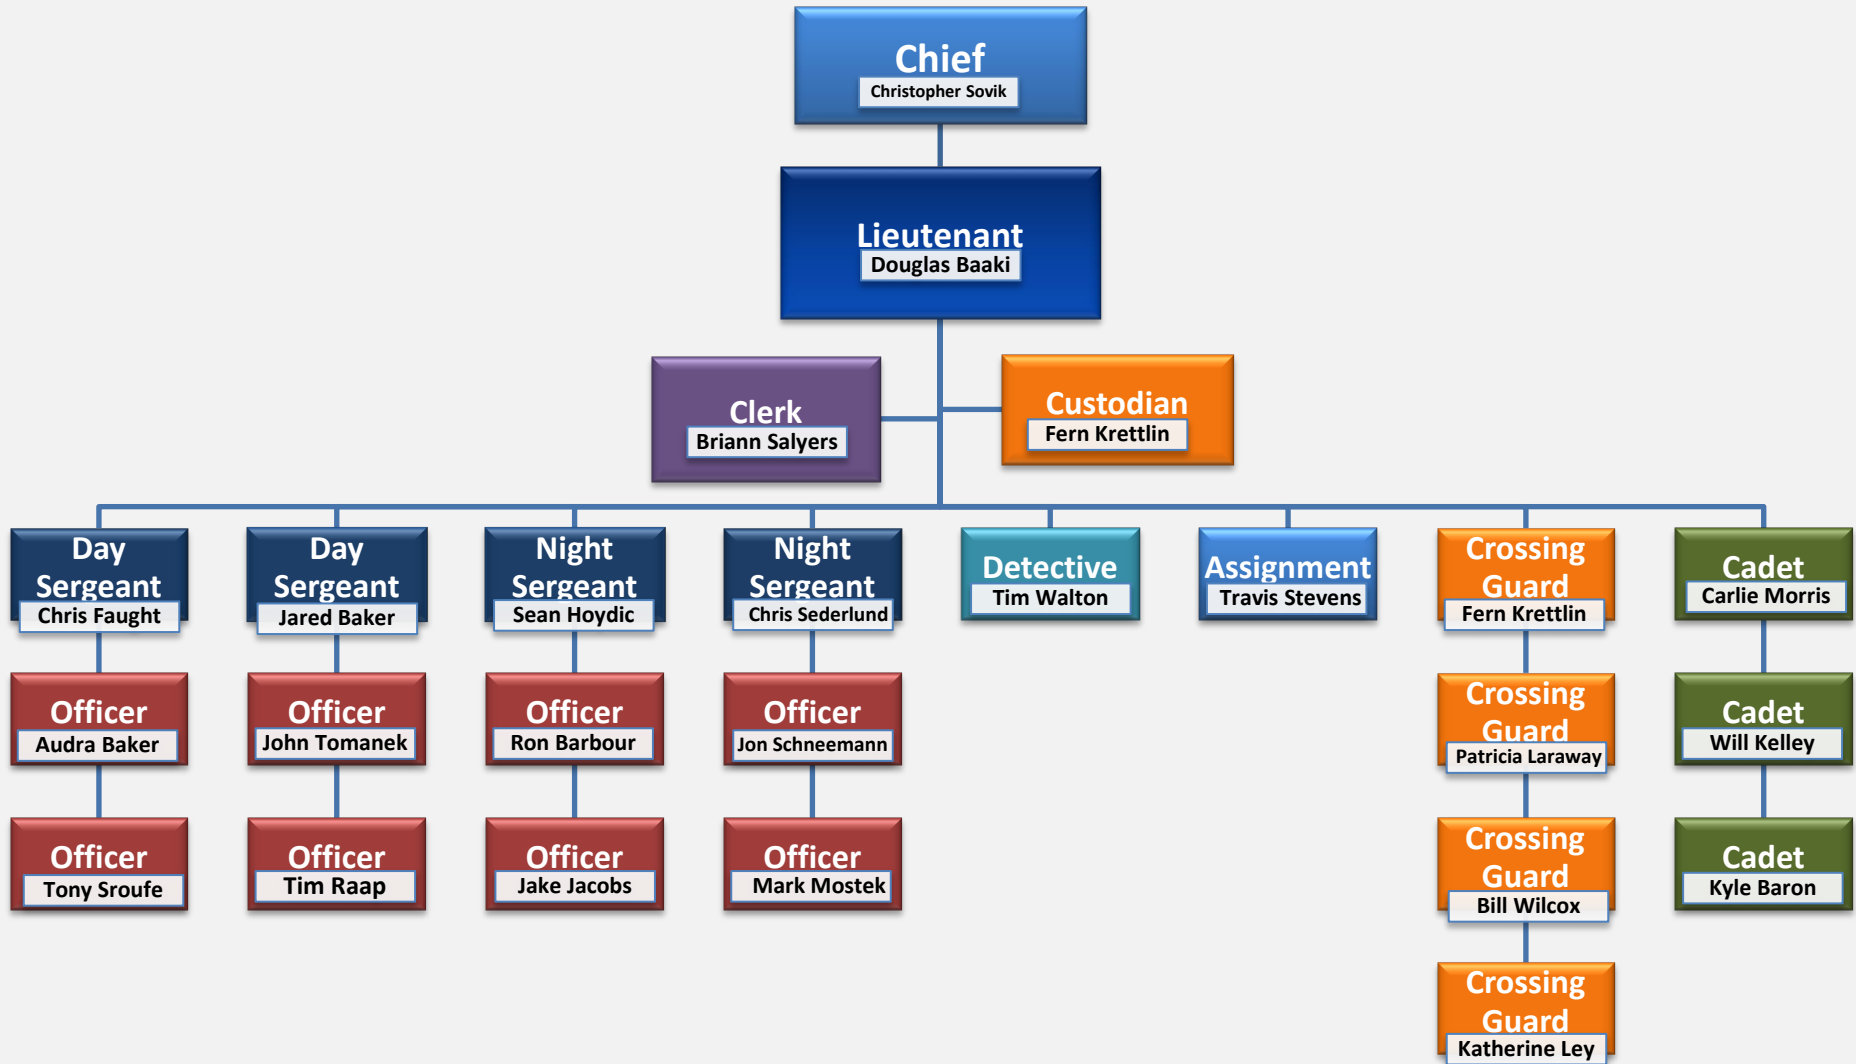 Chief
Christopher Sovik
Lieutenant
Douglas Baaki
Clerk
Briann Salyers
Custodian
Fern Krettlin
Day
Sergeant
Chris Faught
Day
Sergeant
Jared Baker
Night
Sergeant
Sean Hoydic
Night
Sergeant
Chris Sederlund
Detective
Tim Walton
Assignment
Travis Stevens
Crossing
Guard
Fern Krettlin
Cadet
Carlie Morris
Officer
Audra Baker
Officer
John Tomanek
Officer
Ron Barbour
Officer
Jon Schneemann
Crossing
Guard
Patricia Laraway
Cadet
Will Kelley
Officer
Tony Sroufe
Officer
Tim Raap
Officer
Jake Jacobs
Officer
Mark Mostek
Crossing
Guard
Bill Wilcox
Cadet
Kyle Baron
Crossing
Guard
Katherine Ley